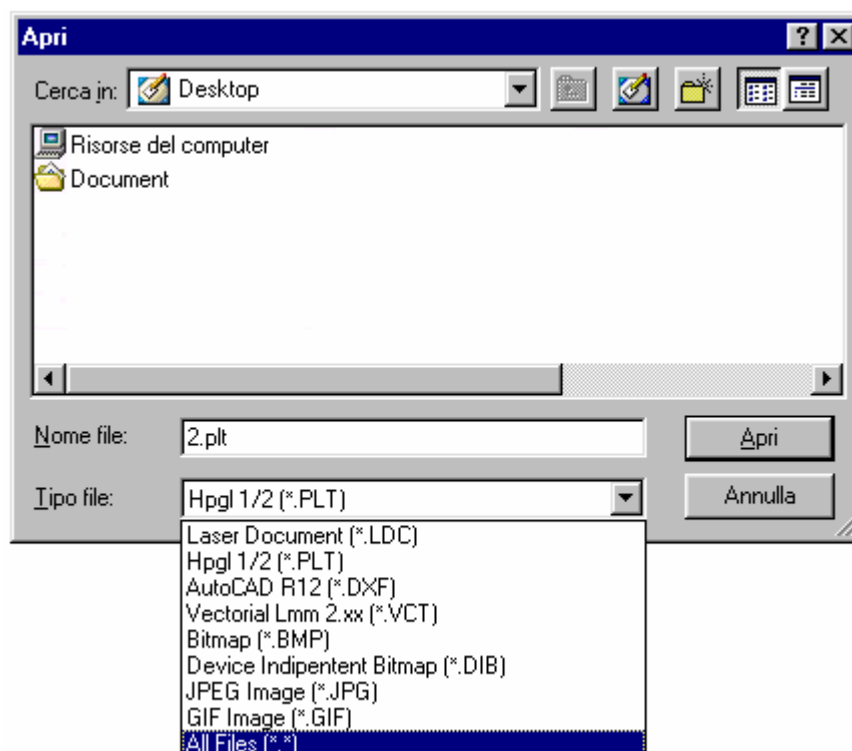 Apri
Cerca in: Desktop
Risorse del computer
Document
Nome file: 2.plt Apri
Tipo file: Hpgl 1/2 (*.PLT) Annulla
Laser Document (*.LDC)
Hpgl 1/2 (*.PLT)
AutoCAD R12 (*.DXF)
Vectorial Lmm 2.xx (*.VCT)
Bitmap (*.BMP)
Device Indipentent Bitmap (*.DIB)
JPEG Image (*.JPG)
GIF Image (*.GIF)
All Files (*.*)